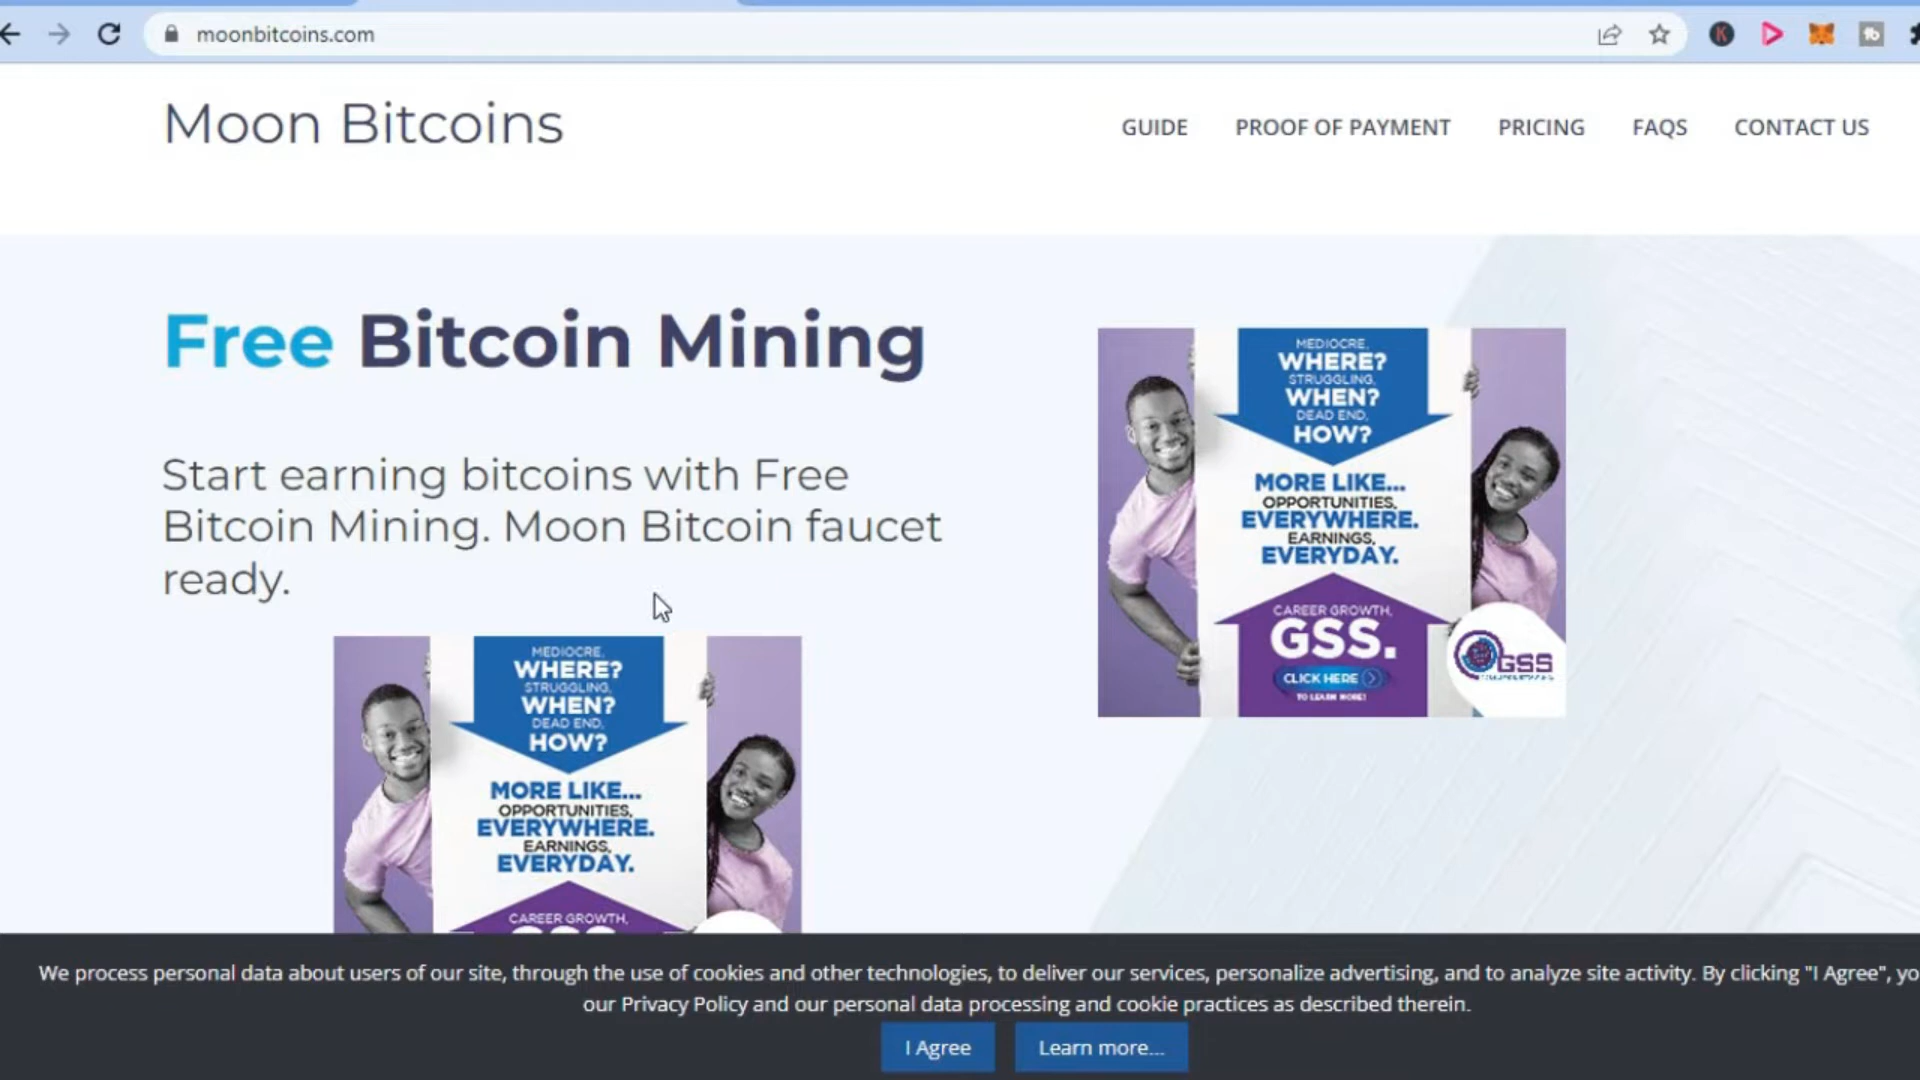 moonbitcoins.com
Moon Bitcoins
GUIDE
PROOF OF PAYMENT
PRICING
FAQS
CONTACT US
Free Bitcoin Mining
Start earning bitcoins with Free
Bitcoin Mining. Moon Bitcoin faucet
ready.
MEDIOCRE,
WHERE?
STRUGGLING,
WHEN?
DEAD END,
HOW?
MORE LIKE...
OPPORTUNITIES,
EVERYWHERE.
EARNINGS,
EVERYDAY.
CAREER GROWTH,
GSS.
CLICK HERE
TO LEARN MORE!
GSS
MEDIOCRE,
WHERE?
STRUGGLING,
WHEN?
DEAD END,
HOW?
MORE LIKE...
OPPORTUNITIES,
EVERYWHERE.
EARNINGS,
EVERYDAY.
CAREER GROWTH,
We process personal data about users of our site, through the use of cookies and other technologies, to deliver our services, personalize advertising, and to analyze site activity. By clicking "I Agree", yo
our Privacy Policy and our personal data processing and cookie practices as described therein.
I Agree
Learn more...